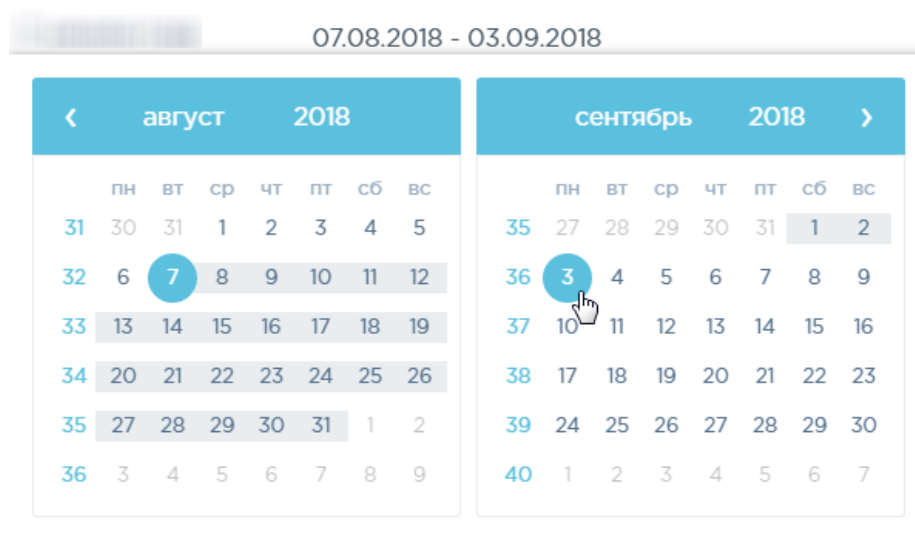 07.08.2018 - 03.09.2018
август 2018
пн вт ср чт пт сб вс
31 30 31 1 2 3 4 5
32 6 7 8 9 10 11 12
33 13 14 15 16 17 18 19
34 20 21 22 23 24 25 26
35 27 28 29 30 31 1 2
36 3 4 5 6 7 8 9
сентябрь 2018
пн вт ср чт пт сб вс
35 27 28 29 30 31 1 2
36 3 4 5 6 7 8 9
37 10 11 12 13 14 15 16
38 17 18 19 20 21 22 23
39 24 25 26 27 28 29 30
40 1 2 3 4 5 6 7